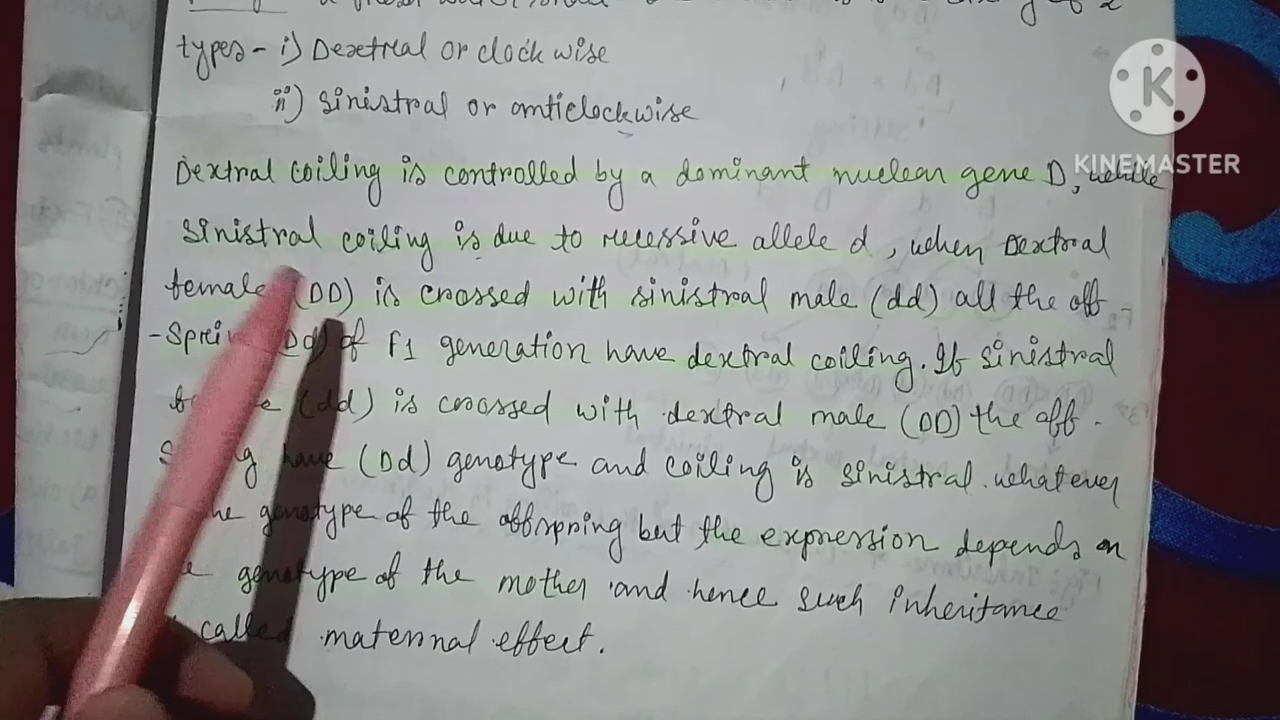 types- i) Dextral or clock wise
ii) Sinistral or anticlockwise
Dextral coiling is controlled by a dominant nuclear gene D, while
sinistral coiling is due to recessive allele d, when Dextral
female (DD) is crossed with sinistral male (dd) all the off
-Sprin (Dd) of F1 generation have dextral coiling. If sinistral
(dd) is crossed with dextral male (DD) the off -
have (Dd) genotype and coiling is sinistral. whatever
genotype of the offspring but the expression depends on
genotype of the mother and hence such inheritance
called maternal effect.
K
KINEMASTER